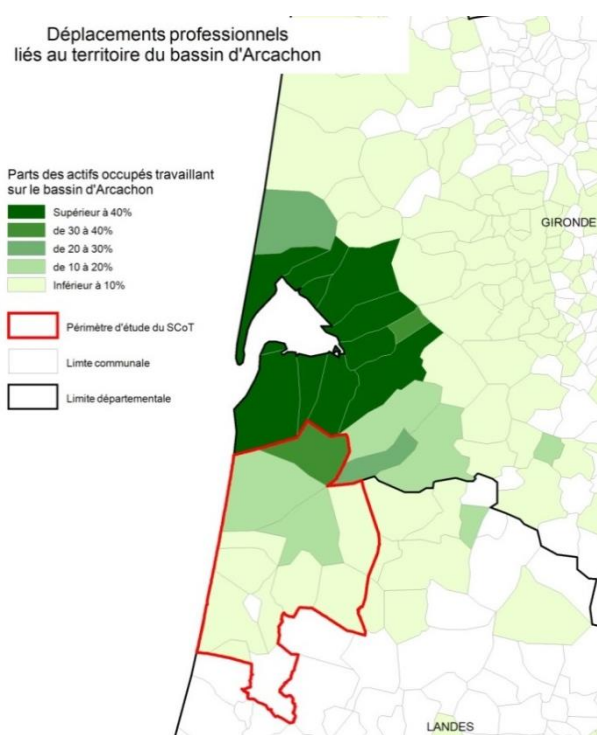 Déplacements professionnels
liés au territoire du bassin d'Arcachon
Parts des actifs occupés travaillant
sur le bassin d'Arcachon
Supérieur à 40%
de 30 à 40%
de 20 à 30%
de 10 à 20%
Inférieur à 10%
Périmètre d'étude du SCoT
Limte communale
Limite départementale
GIRONDE
LANDES